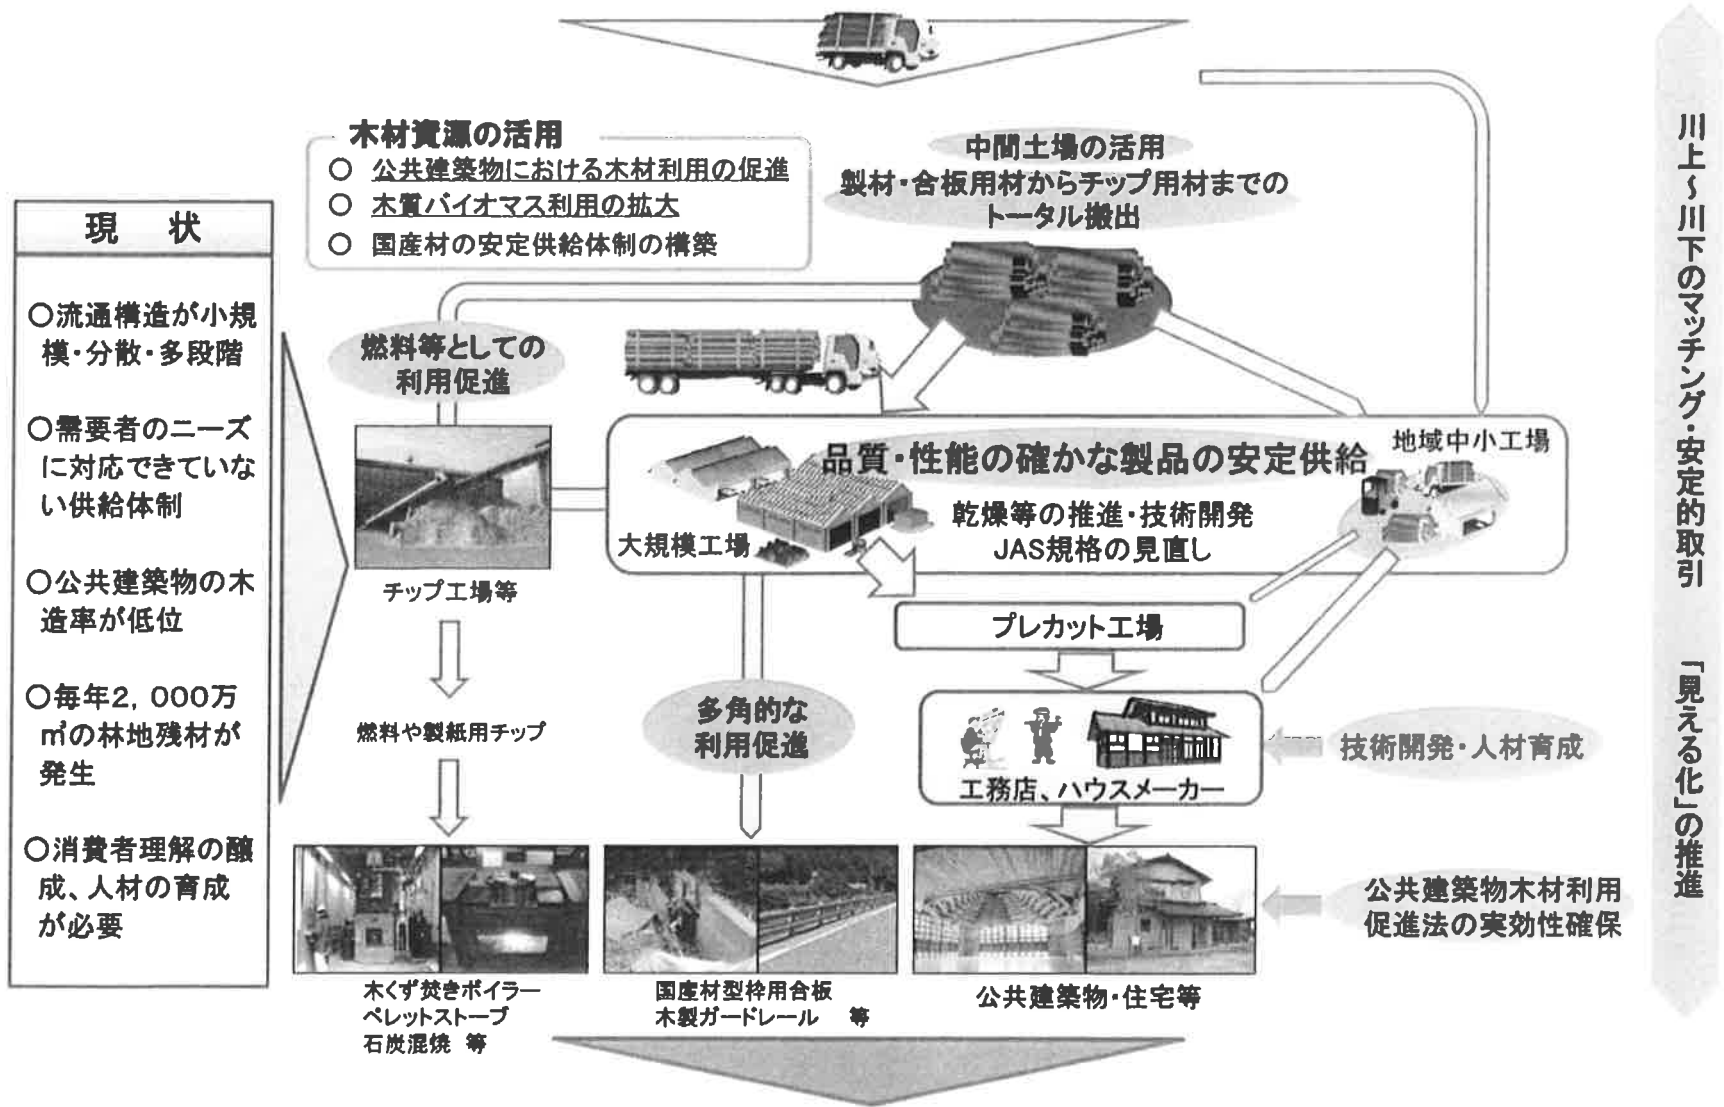 木材資源の活用
○ 公共建築物における木材利用の促進
○ 木質バイオマス利用の拡大
○ 国産材の安定供給体制の構築
中間土場の活用
製材・合板用材からチップ用材までの
トータル搬出
現 状
○流通構造が小規
模・分散・多段階
○需要者のニーズ
に対応できていな
い供給体制
○公共建築物の木
造率が低位
○毎年2,000万
㎥の林地残材が
発生
○消費者理解の醸
成、人材の育成
が必要
燃料等としての
利用促進
チップ工場等
燃料や製紙用チップ
品質・性能の確かな製品の安定供給
地域中小工場
乾燥等の推進・技術開発
JAS規格の見直し
大規模工場
プレカット工場
多角的な
利用促進
工務店、ハウスメーカー
技術開発・人材育成
公共建築物木材利用
促進法の実効性確保
木くず焚きボイラー
ペレットストーブ
石炭混焼 等
国産材型枠用合板
木製ガードレール 等
公共建築物・住宅等
川上～川下のマッチング・安定的取引 「見える化」の推進